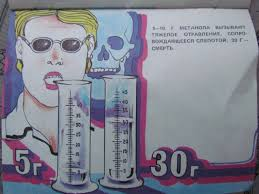 5–10 Г МЕТАНОЛА ВЫЗЫВАЮТ
ТЯЖЕЛОЕ ОТРАВЛЕНИЕ, СОПРО-
ВОЖДАЮЩЕЕСЯ СЛЕПОТОЙ; 30 Г –
СМЕРТЬ.
5г
30г